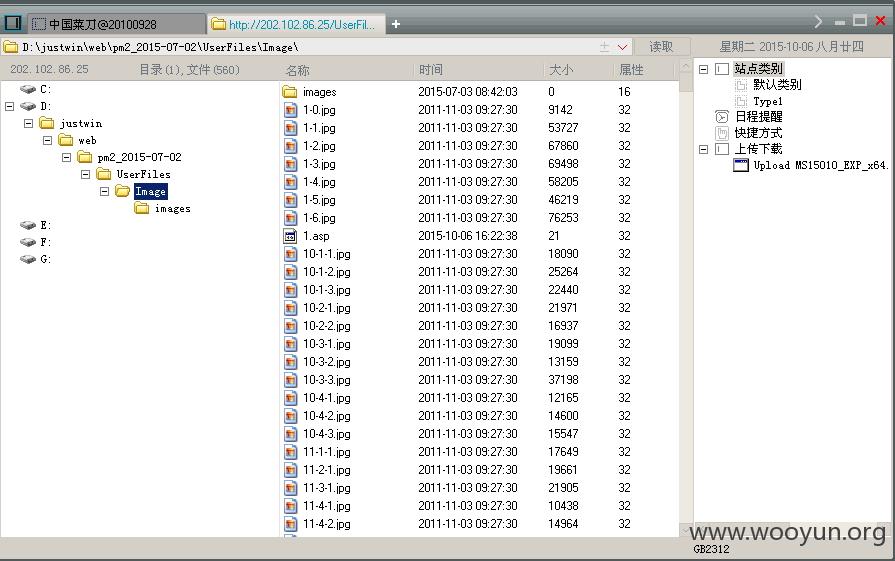 中国菜刀@20100928 http://202.102.86.25/UserFil...
D:\justwin\web\pm2_2015-07-02\UserFiles\Image\ 读取 星期二 2015-10-06 八月廿四
202.102.86.25 目录(1),文件(560) 名称 时间 大小 属性
C:
D:
justwin
web
pm2_2015-07-02
UserFiles
Image
images
E:
F:
G:
images 2015-07-03 08:42:03 0 16
1-0.jpg 2011-11-03 09:27:30 9142 32
1-1.jpg 2011-11-03 09:27:30 53727 32
1-2.jpg 2011-11-03 09:27:30 67860 32
1-3.jpg 2011-11-03 09:27:30 69498 32
1-4.jpg 2011-11-03 09:27:30 58205 32
1-5.jpg 2011-11-03 09:27:30 46219 32
1-6.jpg 2011-11-03 09:27:30 76253 32
1.asp 2015-10-06 16:22:38 21 32
10-1-1.jpg 2011-11-03 09:27:30 18090 32
10-1-2.jpg 2011-11-03 09:27:30 25264 32
10-1-3.jpg 2011-11-03 09:27:30 22440 32
10-2-1.jpg 2011-11-03 09:27:30 21971 32
10-2-2.jpg 2011-11-03 09:27:30 16937 32
10-3-1.jpg 2011-11-03 09:27:30 19099 32
10-3-2.jpg 2011-11-03 09:27:30 13159 32
10-3-3.jpg 2011-11-03 09:27:30 37198 32
10-4-1.jpg 2011-11-03 09:27:30 12165 32
10-4-2.jpg 2011-11-03 09:27:30 14600 32
10-4-3.jpg 2011-11-03 09:27:30 15547 32
11-1-1.jpg 2011-11-03 09:27:30 17649 32
11-2-1.jpg 2011-11-03 09:27:30 19661 32
11-3-1.jpg 2011-11-03 09:27:30 21905 32
11-4-1.jpg 2011-11-03 09:27:30 10438 32
11-4-2.jpg 2011-11-03 09:27:30 14964 32
站点类别
默认类别
Type1
日程提醒
快捷方式
上传下载
Upload MS15010_EXP_x64.
www.wooyun.org
GB2312